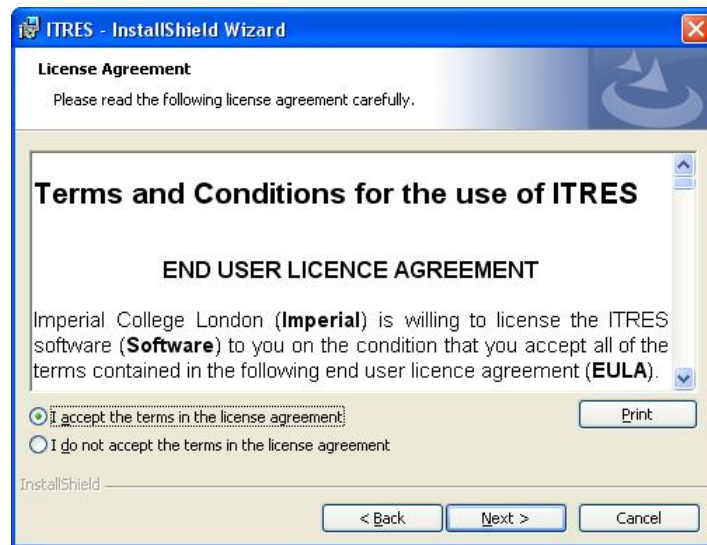 ITRES - InstallShield Wizard
License Agreement
Please read the following license agreement carefully.
Terms and Conditions for the use of ITRES
END USER LICENCE AGREEMENT
Imperial College London (Imperial) is willing to license the ITRES
software (Software) to you on the condition that you accept all of the
terms contained in the following end user licence agreement (EULA).
I accept the terms in the license agreement
Print
I do not accept the terms in the license agreement
InstallShield
< Back
Next >
Cancel